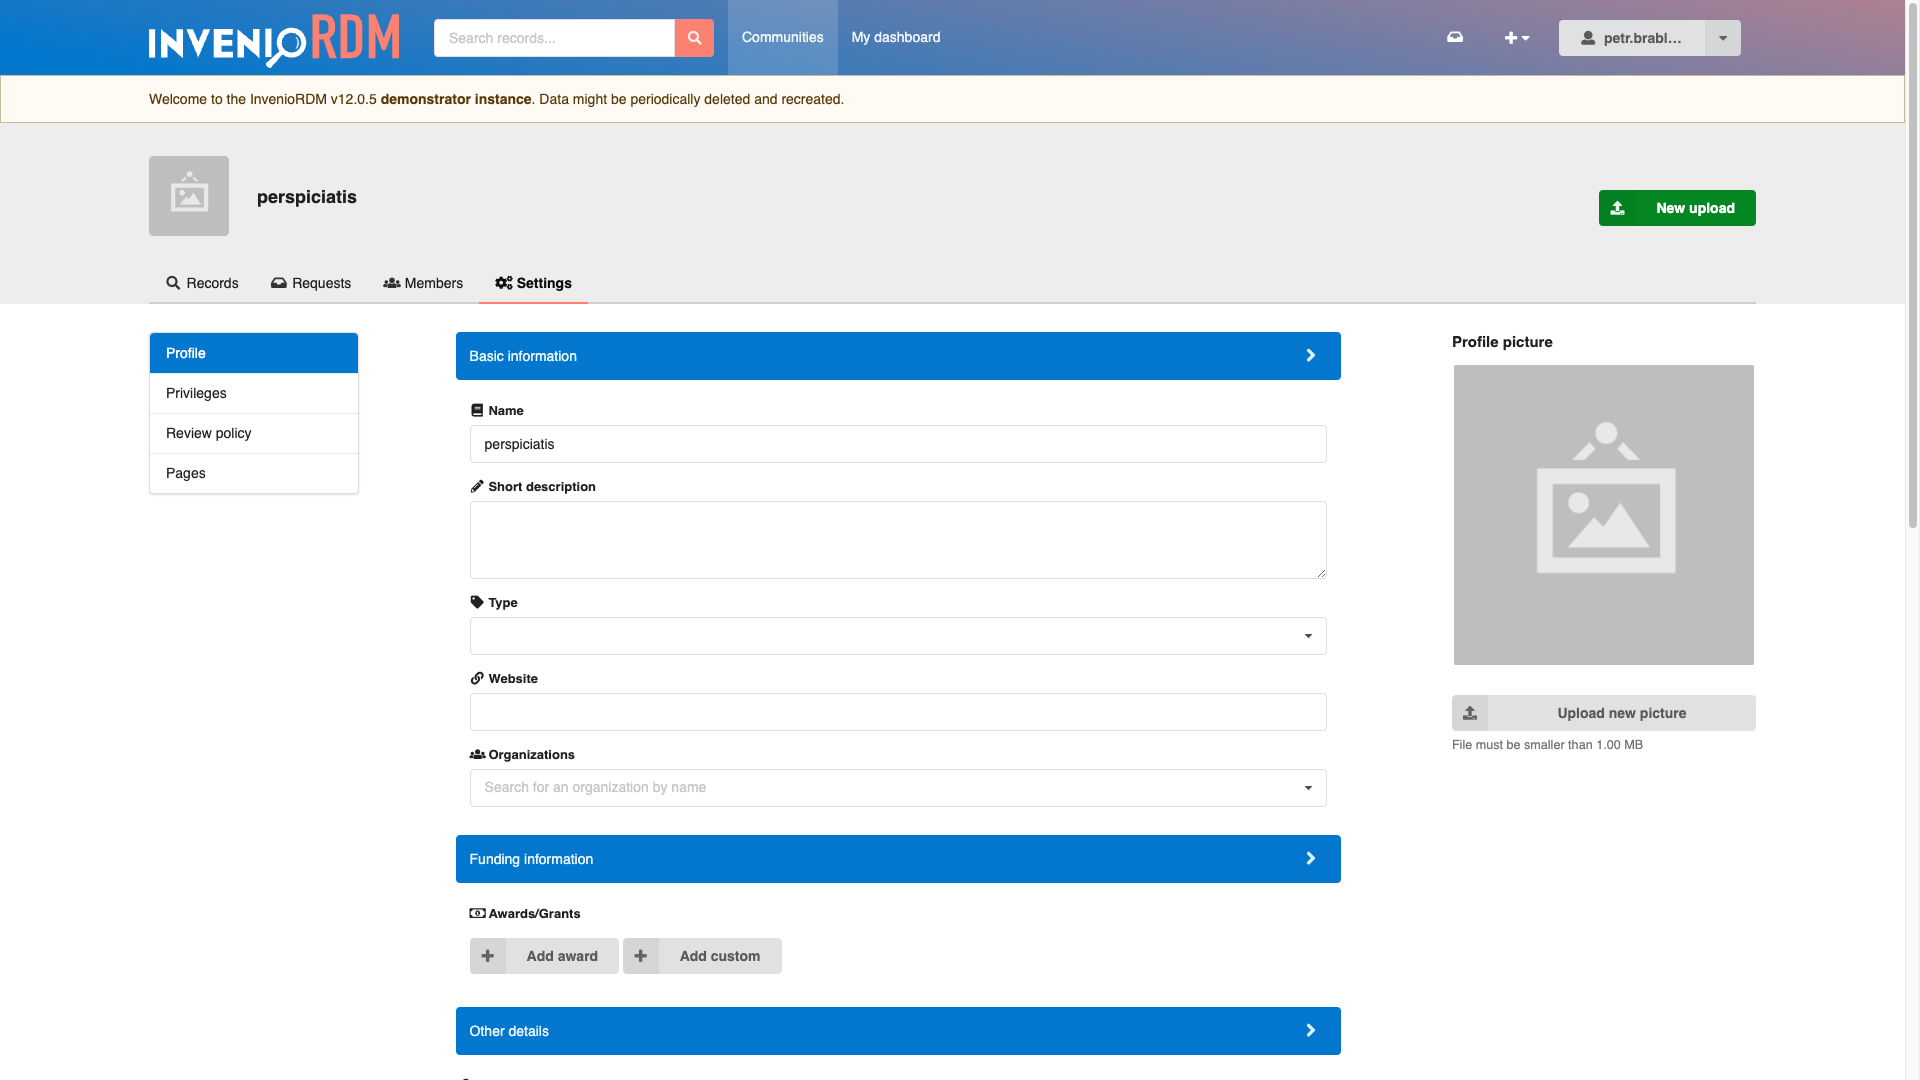 INVENIO RDM
Search records...
Communities
My dashboard
petr.brabl...
Welcome to the InvenioRDM v12.0.5 demonstrator instance. Data might be periodically deleted and recreated.
perspiciatis
New upload
Records
Requests
Members
Settings
Profile
Privileges
Review policy
Pages
Basic information
Name
perspiciatis
Short description
Type
Website
Organizations
Search for an organization by name
Funding information
Awards/Grants
Add award
Add custom
Other details
Profile picture
Upload new picture
File must be smaller than 1.00 MB